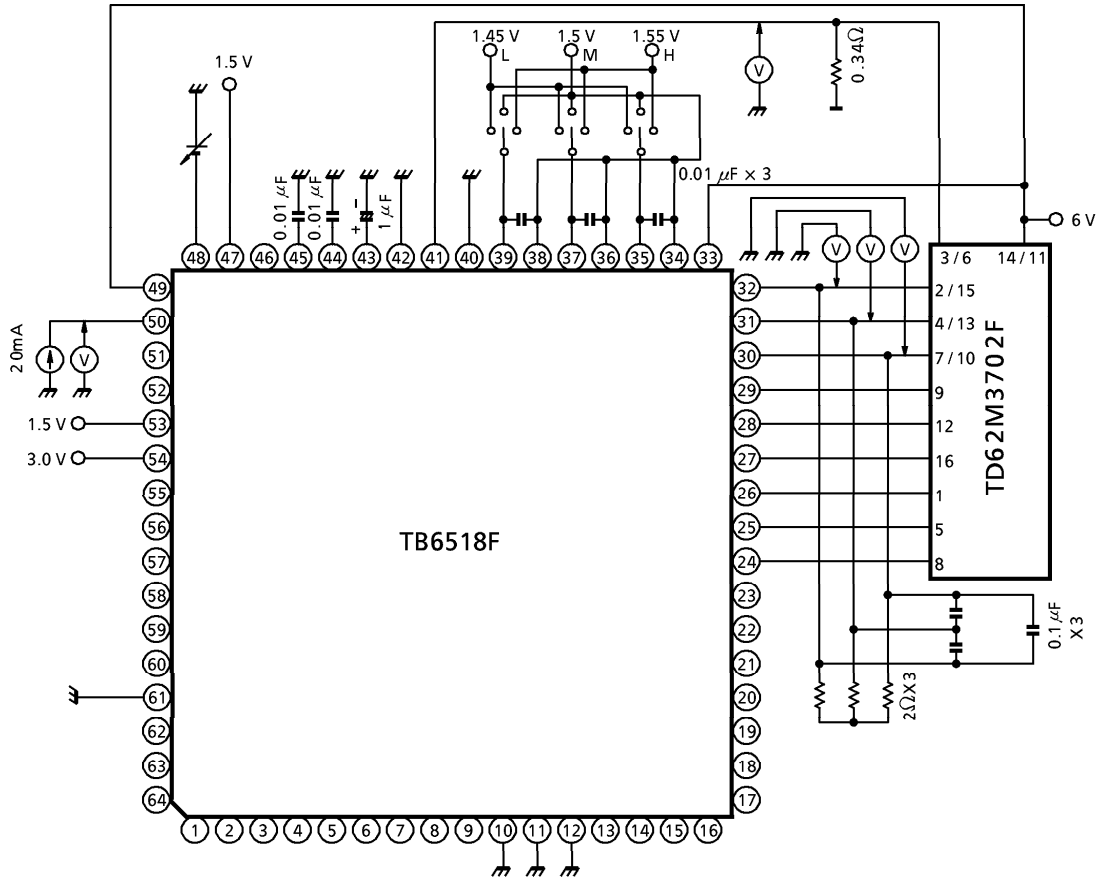 1.45 V
1.5 V
1.55 V
L
M
H
V
0.34Ω
1.5 V
0.01 μF
0.01 μF
+ −
1 μF
0.01 μF × 3
48
47
46
45
44
43
42
41
40
39
38
37
36
35
34
33
V
V
V
6 V
3 / 6
14 / 11
49
50
51
52
53
54
55
56
57
58
59
60
61
62
63
64
20mA
V
1.5 V
3.0 V
TB6518F
32
31
30
29
28
27
26
25
24
23
22
21
20
19
18
17
2 / 15
4 / 13
7 / 10
9
12
16
1
5
8
TD62M3702F
0.1 μF
X3
2ΩX3
1
2
3
4
5
6
7
8
9
10
11
12
13
14
15
16